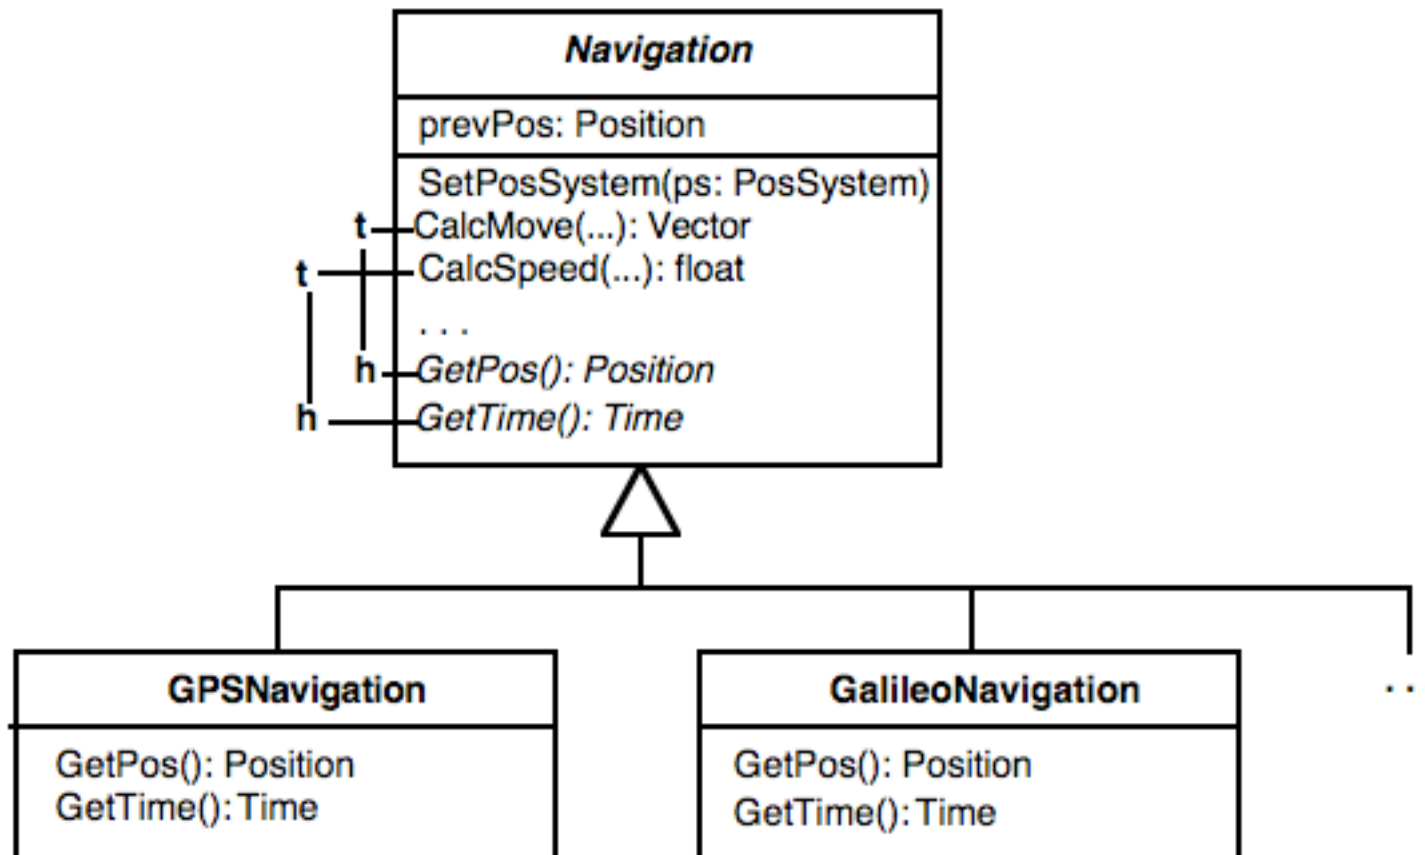 Navigation
prevPos: Position
SetPosSystem(ps: PosSystem)
t CalcMove(...): Vector
t CalcSpeed(...): float
. . .
h GetPos(): Position
h GetTime(): Time
GPSNavigation
GetPos(): Position
GetTime(): Time
GalileoNavigation
GetPos(): Position
GetTime(): Time
. .